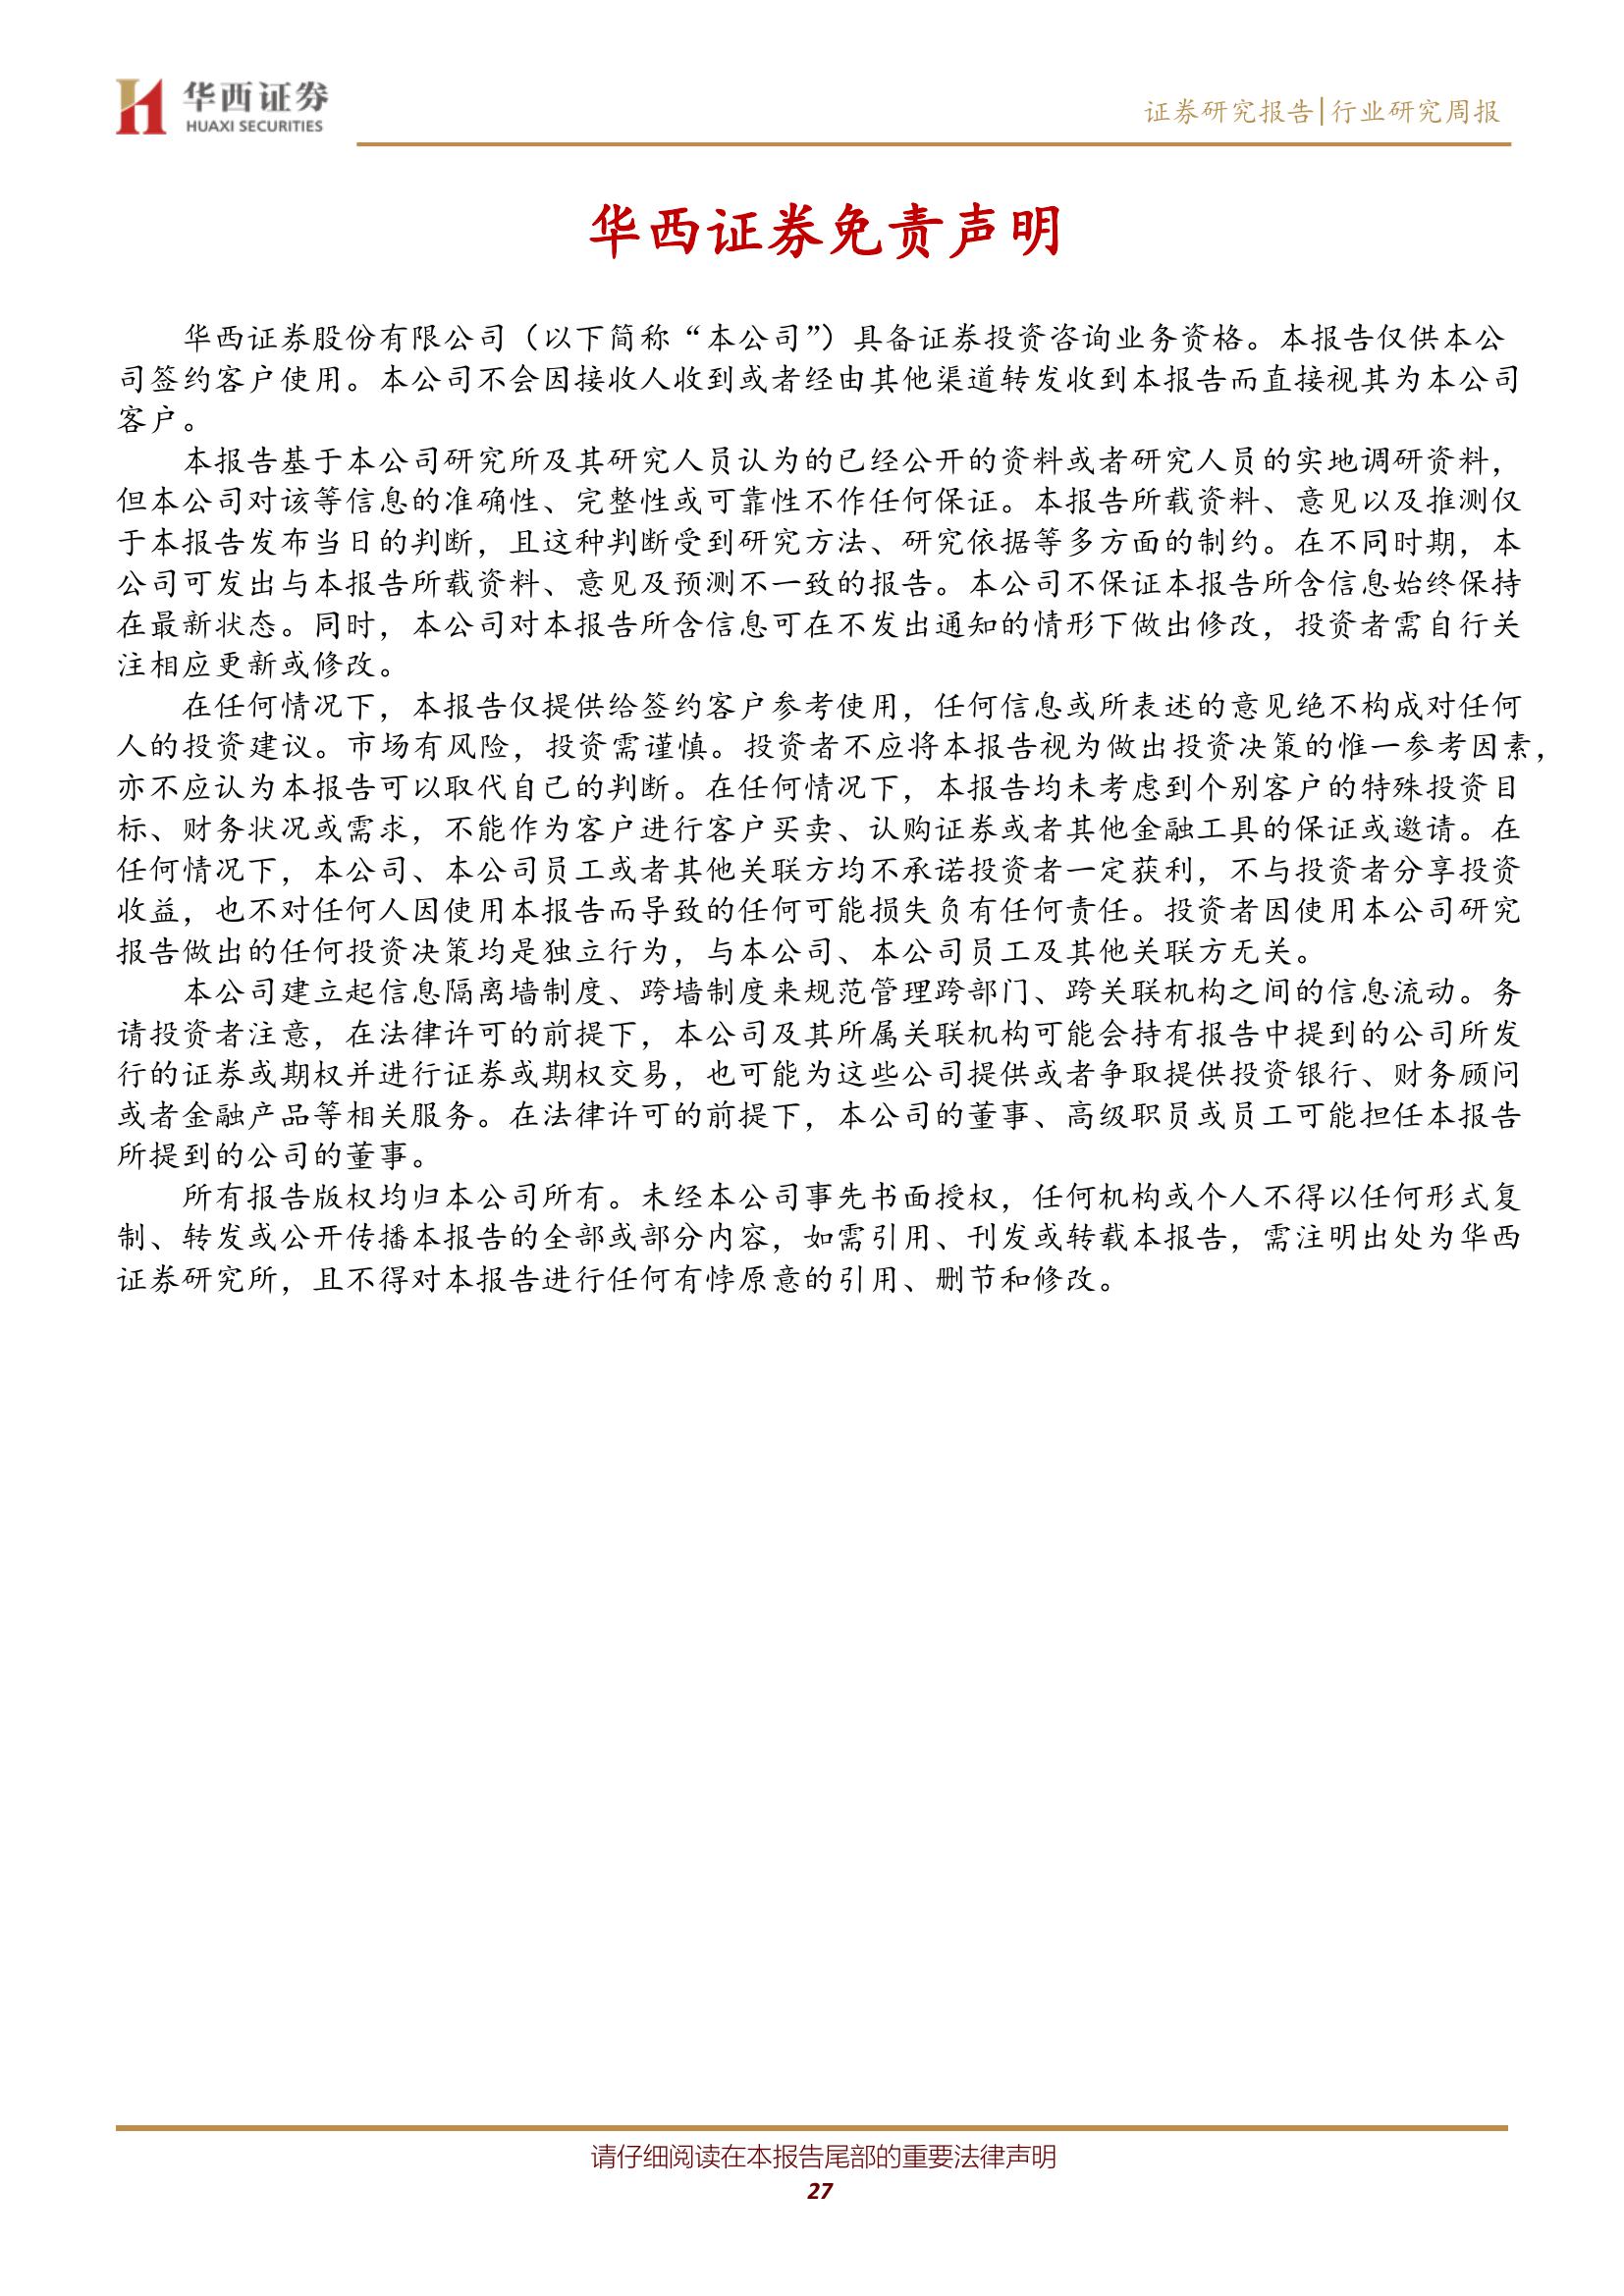 华西证券
HUAXI SECURITIES
证券研究报告|行业研究周报
华西证券免责声明
华西证券股份有限公司（以下简称“本公司”）具备证券投资咨询业务资格。本报告仅供本公
司签约客户使用。本公司不会因接收人收到或者经由其他渠道转发收到本报告而直接视其为本公司
客户。
本报告基于本公司研究所及其研究人员认为的已经公开的资料或者研究人员的实地调研资料，
但本公司对该等信息的准确性、完整性或可靠性不作任何保证。本报告所载资料、意见以及推测仅
于本报告发布当日的判断，且这种判断受到研究方法、研究依据等多方面的制约。在不同时期，本
公司可发出与本报告所载资料、意见及预测不一致的报告。本公司不保证本报告所含信息始终保持
在最新状态。同时，本公司对本报告所含信息可在不发出通知的情形下做出修改，投资者需自行关
注相应更新或修改。
在任何情况下，本报告仅提供给签约客户参考使用，任何信息或所表述的意见绝不构成对任何
人的投资建议。市场有风险，投资需谨慎。投资者不应将本报告视为做出投资决策的惟一参考因素，
亦不应认为本报告可以取代自己的判断。在任何情况下，本报告均未考虑到个别客户的特殊投资目
标、财务状况或需求，不能作为客户进行客户买卖、认购证券或者其他金融工具的保证或邀请。在
任何情况下，本公司、本公司员工或者其他关联方均不承诺投资者一定获利，不与投资者分享投资
收益，也不对任何人因使用本报告而导致的任何可能损失负有任何责任。投资者因使用本公司研究
报告做出的任何投资决策均是独立行为，与本公司、本公司员工及其他关联方无关。
本公司建立起信息隔离墙制度、跨墙制度来规范管理跨部门、跨关联机构之间的信息流动。务
请投资者注意，在法律许可的前提下，本公司及其所属关联机构可能会持有报告中提到的公司所发
行的证券或期权并进行证券或期权交易，也可能为这些公司提供或者争取提供投资银行、财务顾问
或者金融产品等相关服务。在法律许可的前提下，本公司的董事、高级职员或员工可能担任本报告
所提到的公司的董事。
所有报告版权均归本公司所有。未经本公司事先书面授权，任何机构或个人不得以任何形式复
制、转发或公开传播本报告的全部或部分内容，如需引用、刊发或转载本报告，需注明出处为华西
证券研究所，且不得对本报告进行任何有悖原意的引用、删节和修改。
请仔细阅读在本报告尾部的重要法律声明
27